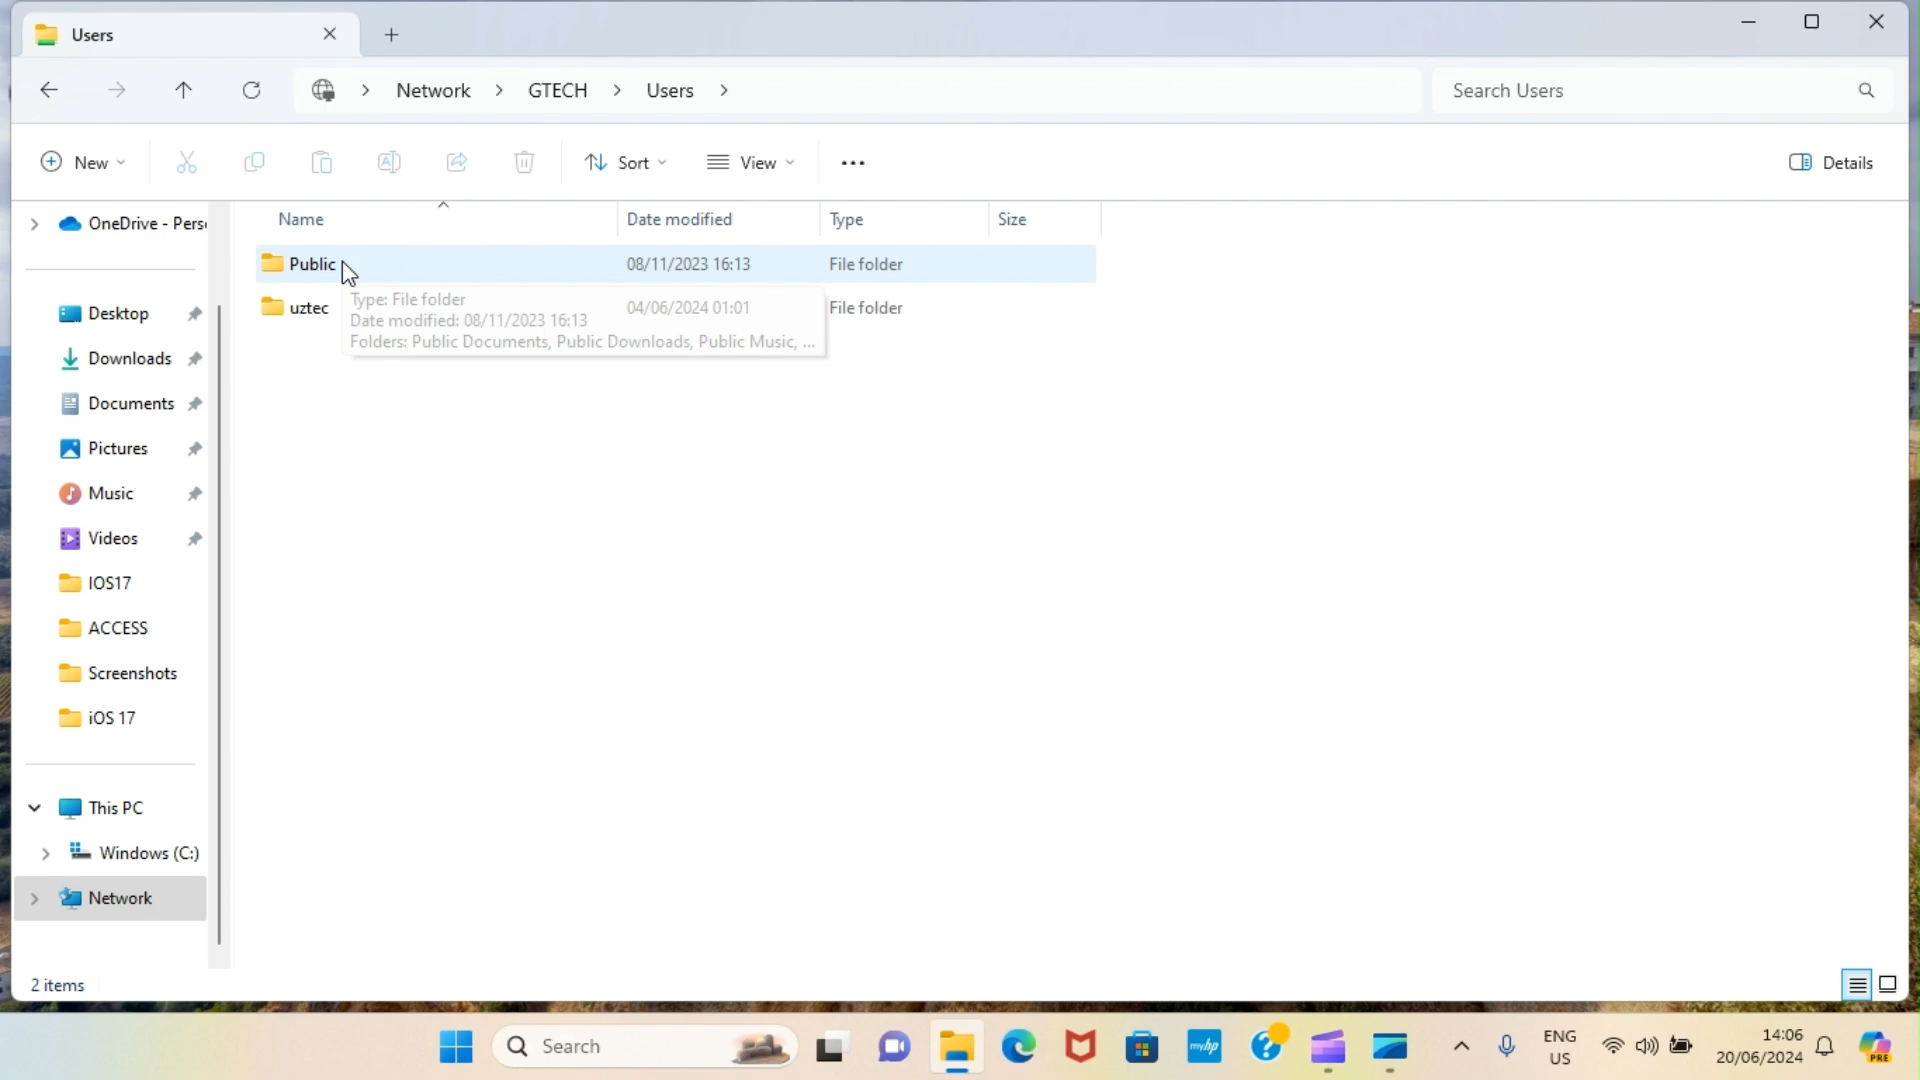 Users
Network > GTECH > Users >
Search Users
New
Sort
View
Details
OneDrive - Pers
Name
Date modified
Type
Size
Public
08/11/2023 16:13
File folder
uztec
04/06/2024 01:01
File folder
Type: File folder
Date modified: 08/11/2023 16:13
Folders: Public Documents, Public Downloads, Public Music, ...
Desktop
Downloads
Documents
Pictures
Music
Videos
IOS17
ACCESS
Screenshots
iOS 17
This PC
Windows (C:)
Network
2 items
Search
myhp
ENG
US
14:06
20/06/2024
PRE